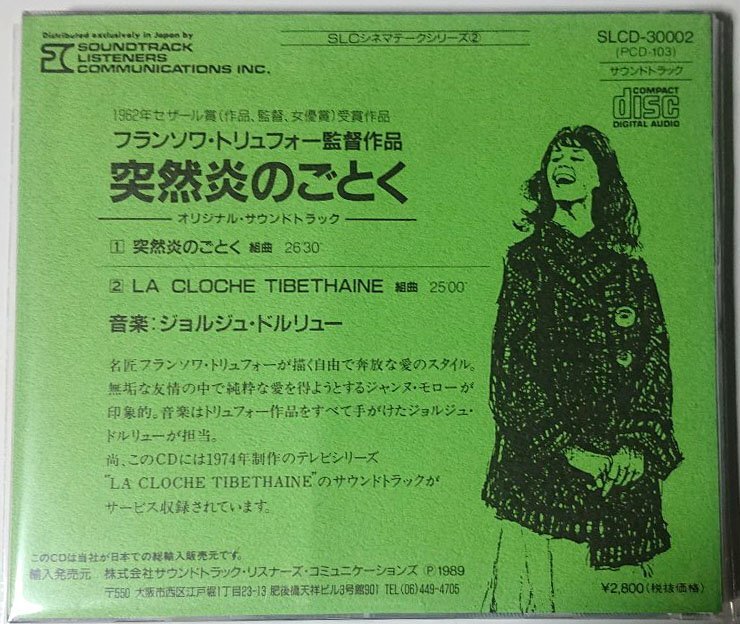 Distributed exclusively in Japan by
SOUNDTRACK
LISTENERS
COMMUNICATIONS INC.
SLCシネマテークシリーズ②
SLCD-30002
(PCD-103)
サウンドトラック
COMPACT
disc
DIGITAL AUDIO
1962年セザール賞(作品、監督、女優賞)受賞作品
フランソワ・トリュフォー監督作品
突然炎のごとく
オリジナル・サウンドトラック
1 突然炎のごとく 組曲 26'30"
2 LA CLOCHE TIBETHAINE 組曲 25'00"
音楽:ジョルジュ・ドルリュー
名匠フランソワ・トリュフォーが描く自由で奔放な愛のスタイル。
無垢な友情の中で純粋な愛を得ようとするジャンヌ・モローが
印象的。音楽はトリュフォー作品をすべて手がけたジョルジュ・
ドルリューが担当。
尚、このCDには1974年制作のテレビシリーズ
"LA CLOCHE TIBETHAINE"のサウンドトラックが
サービス収録されています。
このCDは当社が日本での総輸入販売元です。
輸入発売元 株式会社サウンドトラック・リスナーズ・コミュニケーションズ Ⓟ1989
〒550 大阪市西区江戸堀1丁目23-13 肥後橋天祥ビル3号館901 TEL(06)449-4705
¥2,800(税抜価格)